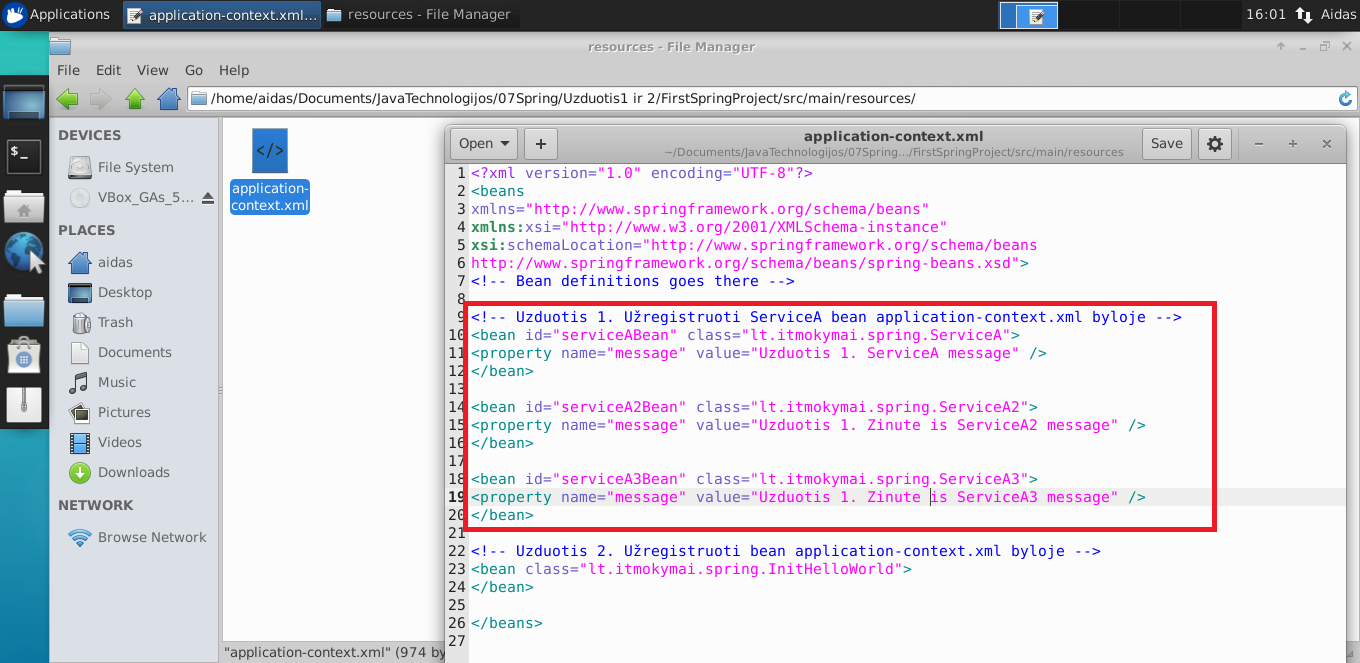 Applications
application-context.xml...
resources - File Manager
16:01
Aidas
resources - File Manager
File Edit View Go Help
/home/aidas/Documents/JavaTechnologijos/07Spring/Uzduotis1 ir 2/FirstSpringProject/src/main/resources/
DEVICES
File System
VBox_GAs_5...
PLACES
aidas
Desktop
Trash
Documents
Music
Pictures
Videos
Downloads
NETWORK
Browse Network
</>
application-
context.xml
"application-context.xml" (974 by
Open
+
application-context.xml
~/Documents/JavaTechnologijos/07Spring.../FirstSpringProject/src/main/resources
Save
1 <?xml version="1.0" encoding="UTF-8"?>
2 <beans
3 xmlns="http://www.springframework.org/schema/beans"
4 xmlns:xsi="http://www.w3.org/2001/XMLSchema-instance"
5 xsi:schemaLocation="http://www.springframework.org/schema/beans
6 http://www.springframework.org/schema/beans/spring-beans.xsd">
7 <!-- Bean definitions goes there -->
8
9 <!-- Uzduotis 1. Užregistruoti ServiceA bean application-context.xml byloje -->
10 <bean id="serviceABean" class="lt.itmokymai.spring.ServiceA">
11 <property name="message" value="Uzduotis 1. ServiceA message" />
12 </bean>
13
14 <bean id="serviceA2Bean" class="lt.itmokymai.spring.ServiceA2">
15 <property name="message" value="Uzduotis 1. Zinute is ServiceA2 message" />
16 </bean>
17
18 <bean id="serviceA3Bean" class="lt.itmokymai.spring.ServiceA3">
19 <property name="message" value="Uzduotis 1. Zinute is ServiceA3 message" />
20 </bean>
21
22 <!-- Uzduotis 2. Užregistruoti bean application-context.xml byloje -->
23 <bean class="lt.itmokymai.spring.InitHelloWorld">
24 </bean>
25
26 </beans>
27